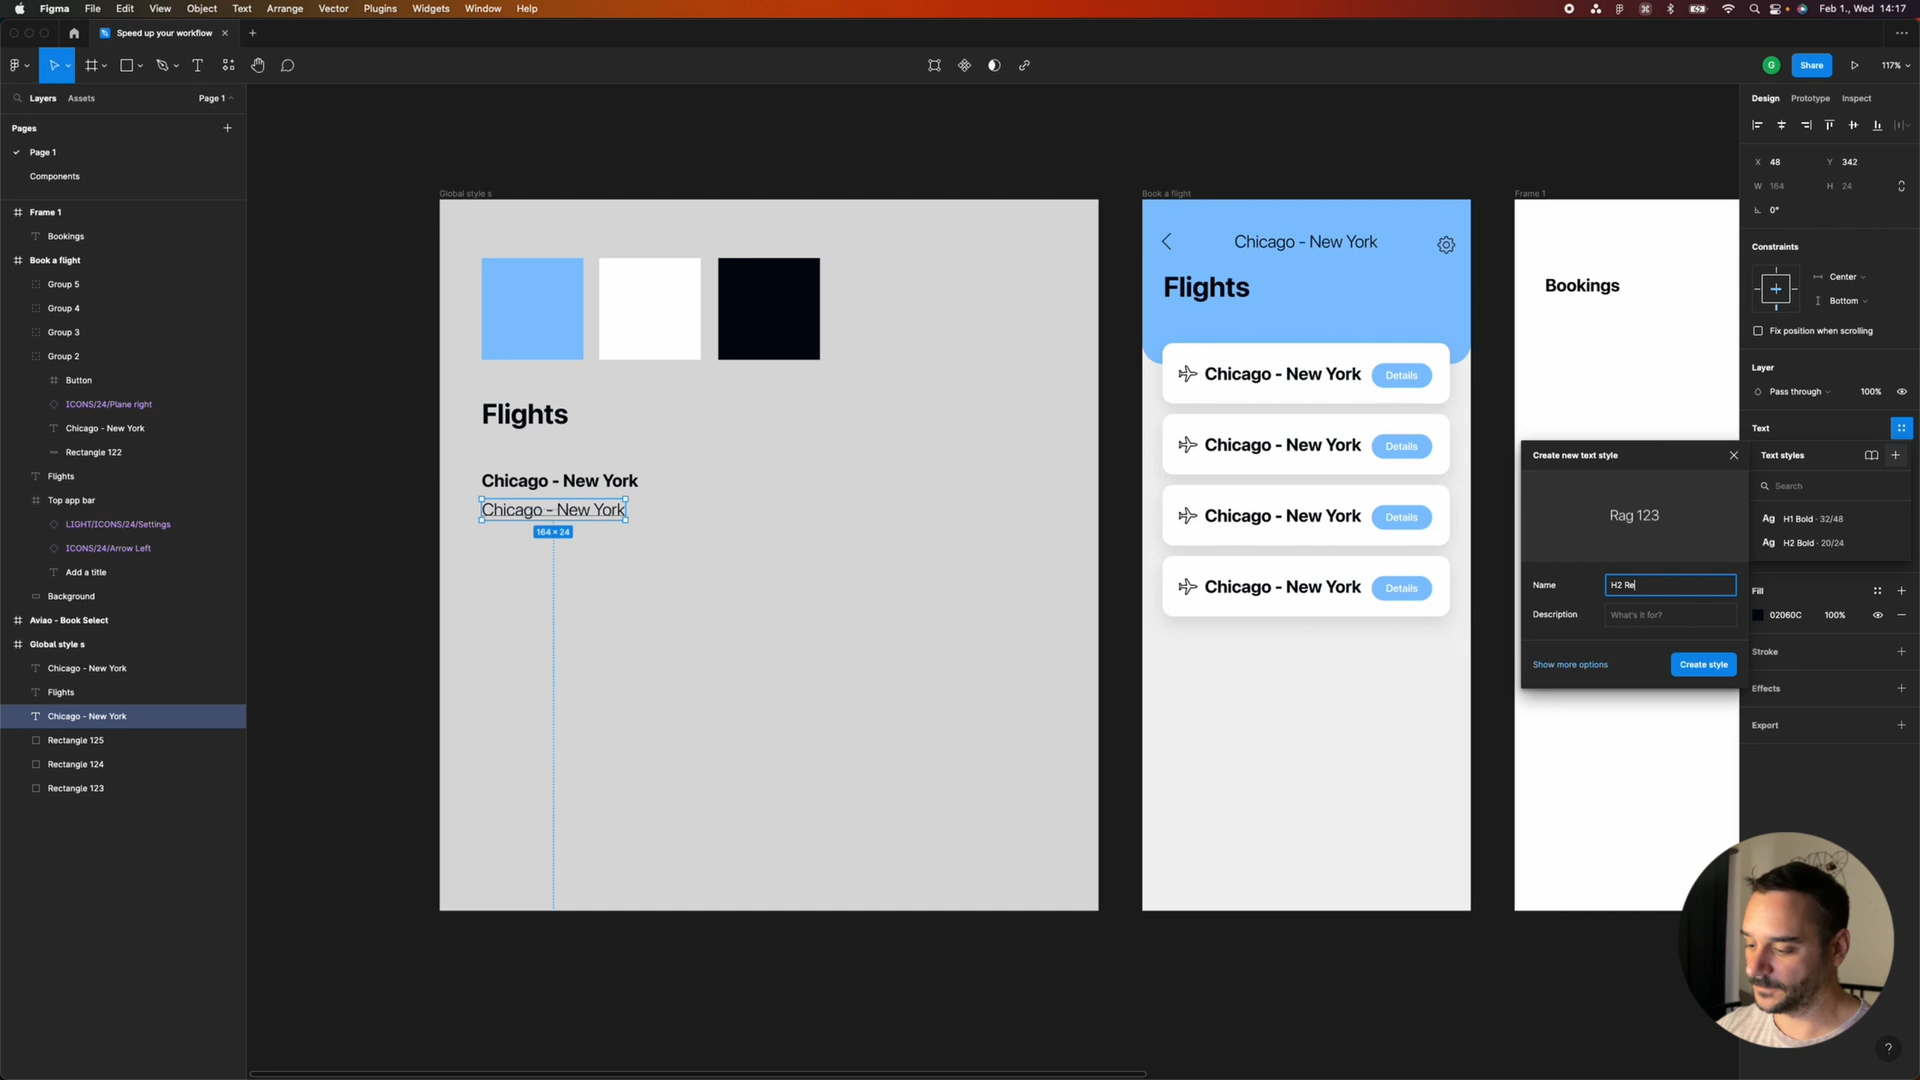 Figma File Edit View Object Text Arrange Vector Plugins Widgets Window Help
Feb 1., Wed 14:17
Speed up your workflow
G
Share
117%
Layers Assets
Page 1
Pages
Page 1
Components
Frame 1
Bookings
Book a flight
Group 5
Group 4
Group 3
Group 2
Button
ICONS/24/Plane right
Chicago - New York
Rectangle 122
Flights
Top app bar
LIGHT/ICONS/24/Settings
ICONS/24/Arrow Left
Add a title
Background
Aviao - Book Select
Global style s
Chicago - New York
Flights
Chicago - New York
Rectangle 125
Rectangle 124
Rectangle 123
Global style s
Flights
Chicago - New York
Chicago - New York
164 × 24
Book a flight
Chicago - New York
Flights
Chicago - New York
Details
Chicago - New York
Details
Chicago - New York
Details
Chicago - New York
Details
Frame 1
Bookings
Create new text style
Rag 123
Name
H2 Re
Description
What's it for?
Show more options
Create style
Design Prototype Inspect
X 48 Y 342
W 164 H 24
0°
Constraints
Center
Bottom
Fix position when scrolling
Layer
Pass through 100%
Text
Text styles
Search
Ag H1 Bold · 32/48
Ag H2 Bold · 20/24
Fill
02060C 100%
Stroke
Effects
Export
?